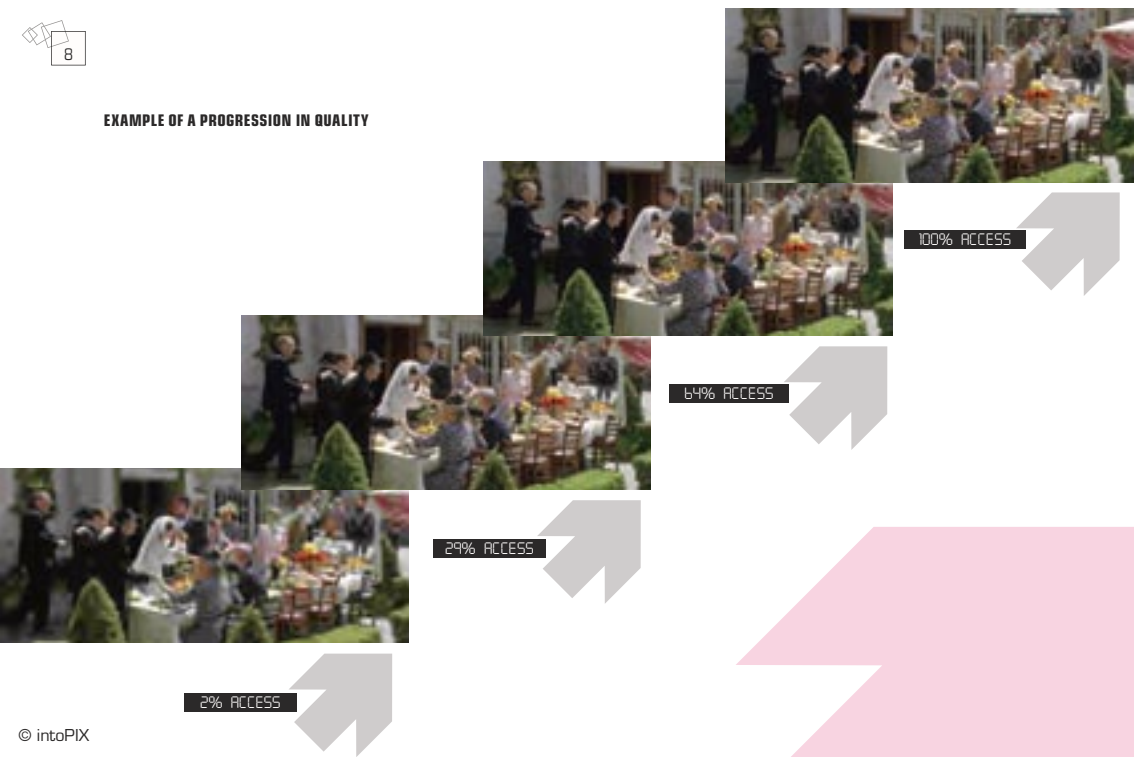 8
EXAMPLE OF A PROGRESSION IN QUALITY
100% ACCESS
64% ACCESS
29% ACCESS
2% ACCESS
© intoPIX